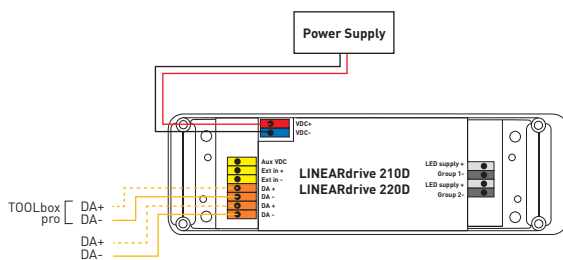 Power Supply
VDC+
VDC-
Aux VDC
Ext in +
Ext in -
DA +
DA -
DA +
DA -
LINEARdrive 210D
LINEARdrive 220D
LED supply +
Group 1-
LED supply +
Group 2-
TOOLbox
pro
DA+
DA-
DA+
DA-